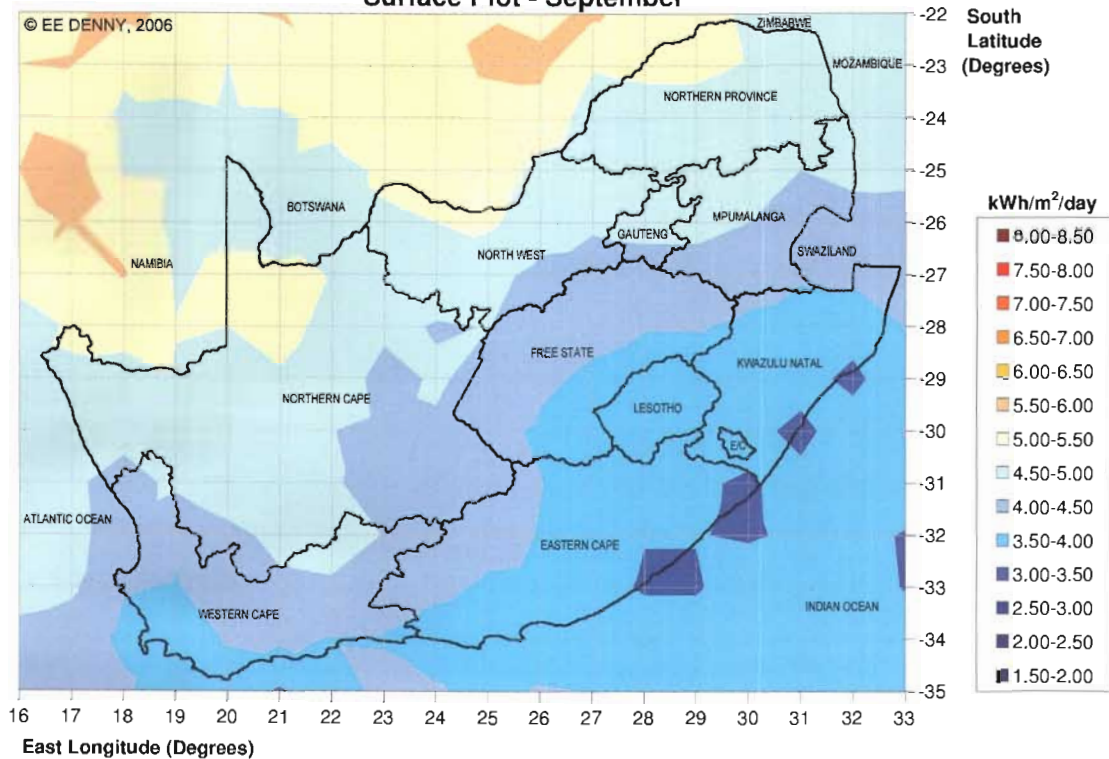 Surface Plot - September
© EE DENNY, 2006
ZIMBABWE
MOZAMBIQUE
NORTHERN PROVINCE
BOTSWANA
MPUMALANGA
GAUTENG
NORTH WEST
SWAZILAND
NAMIBIA
FREE STATE
KWAZULU NATAL
NORTHERN CAPE
LESOTHO
E/C
ATLANTIC OCEAN
EASTERN CAPE
WESTERN CAPE
INDIAN OCEAN
-22
-23
-24
-25
-26
-27
-28
-29
-30
-31
-32
-33
-34
-35
South
Latitude
(Degrees)
kWh/m²/day
8.00-8.50
7.50-8.00
7.00-7.50
6.50-7.00
6.00-6.50
5.50-6.00
5.00-5.50
4.50-5.00
4.00-4.50
3.50-4.00
3.00-3.50
2.50-3.00
2.00-2.50
1.50-2.00
16 17 18 19 20 21 22 23 24 25 26 27 28 29 30 31 32 33
East Longitude (Degrees)